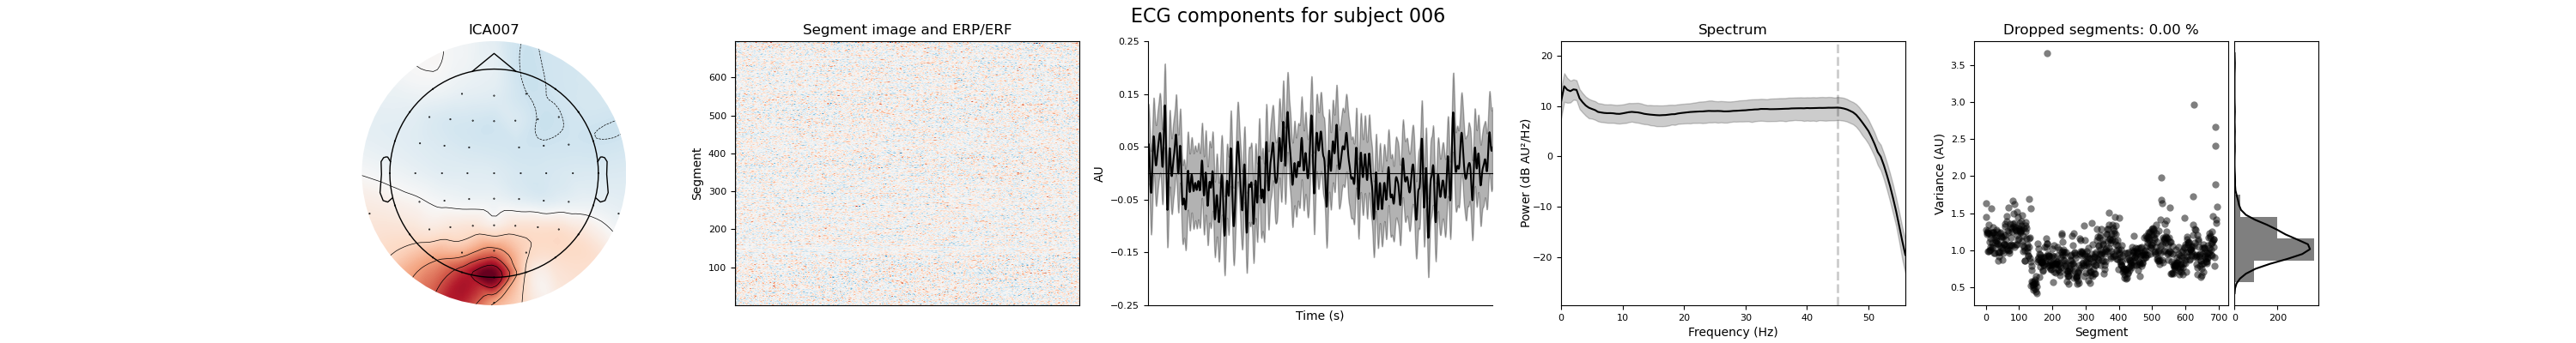 ECG components for subject 006
ICA007
Segment image and ERP/ERF
Segment
600
500
400
300
200
100
AU
0.25
0.15
0.05
−0.05
−0.15
−0.25
Time (s)
Spectrum
Power (dB AU²/Hz)
20
10
0
−10
−20
0 10 20 30 40 50
Frequency (Hz)
Dropped segments: 0.00 %
Variance (AU)
3.5
3.0
2.5
2.0
1.5
1.0
0.5
0 100 200 300 400 500 600 700
Segment
0 200